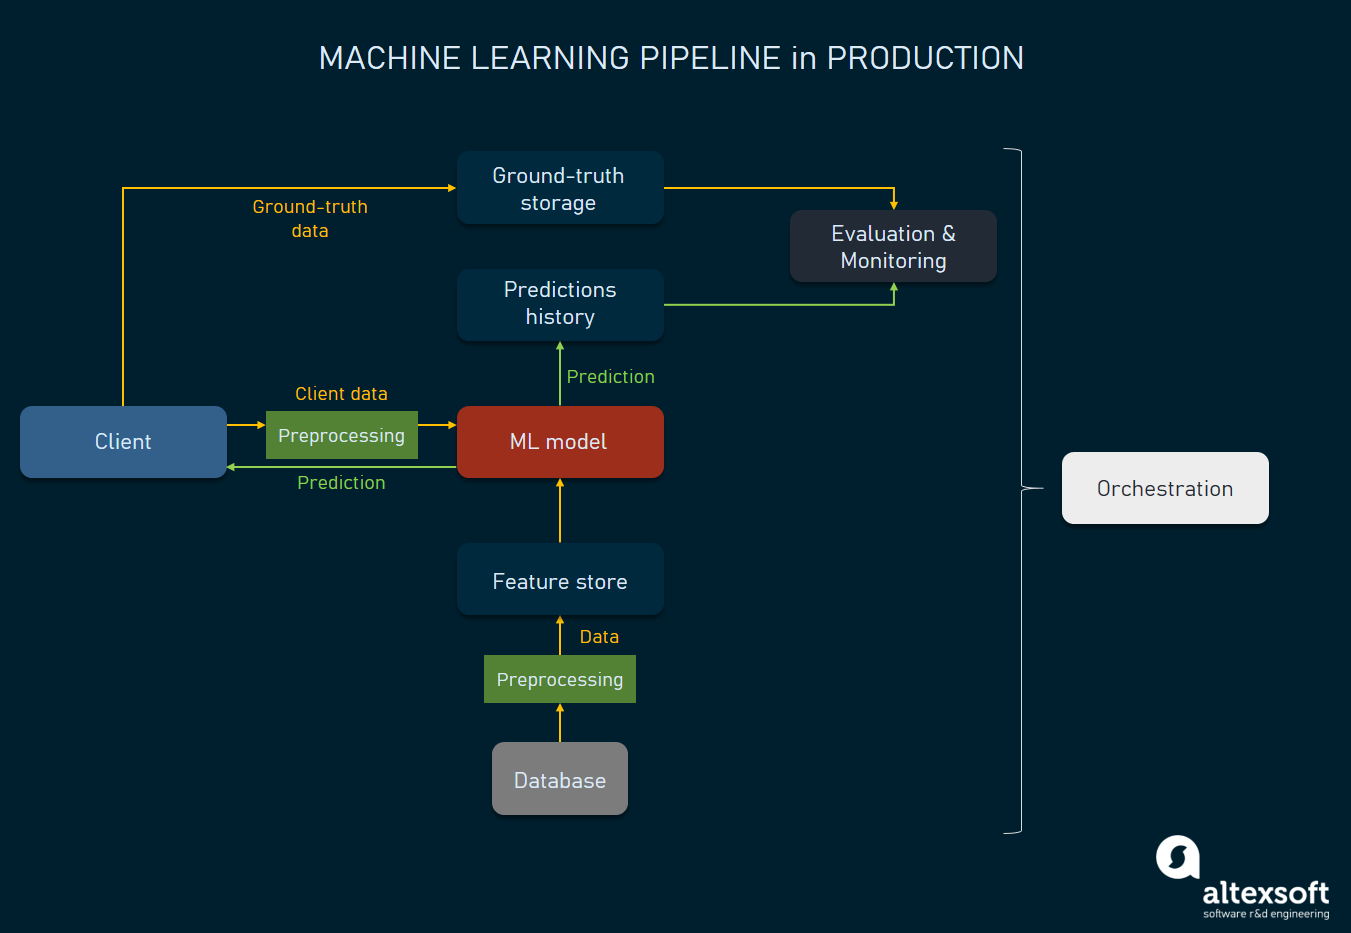 MACHINE LEARNING PIPELINE in PRODUCTION
Ground-truth
storage
Ground-truth
data
Evaluation &
Monitoring
Predictions
history
Prediction
Client data
Client
Preprocessing
ML model
Prediction
Orchestration
Feature store
Data
Preprocessing
Database
altexsoft
software r&d engineering